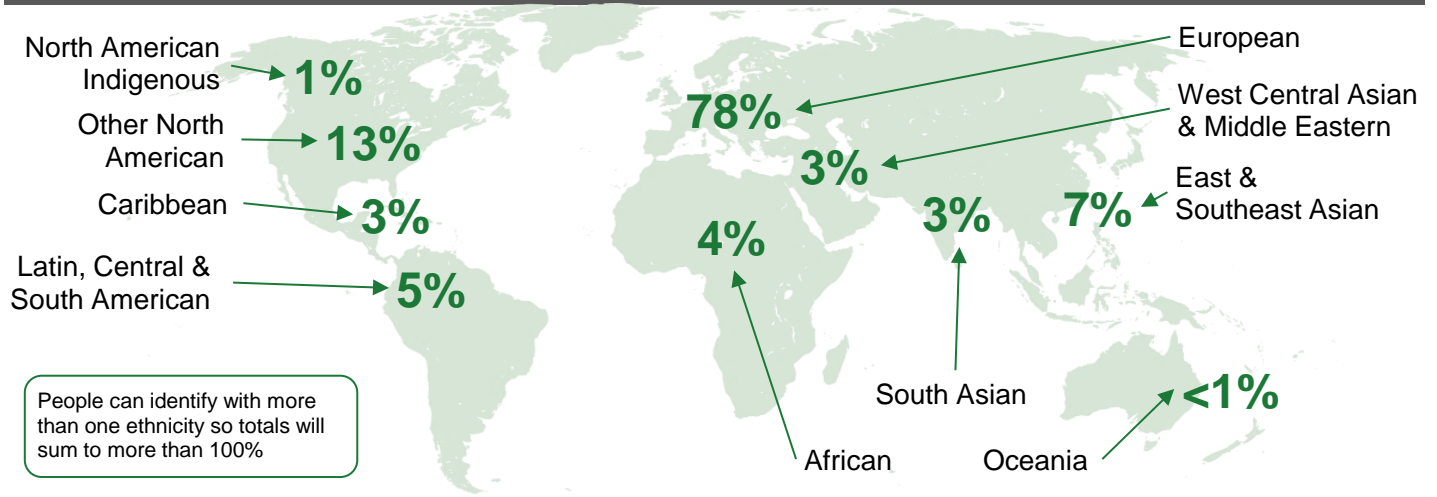 North American
Indigenous
1%
Other North
American
13%
Caribbean
3%
Latin, Central &
South American
5%
European
78%
West Central Asian
& Middle Eastern
3%
East &
Southeast Asian
7%
3%
South Asian
4%
African
<1%
Oceania
People can identify with more
than one ethnicity so totals will
sum to more than 100%